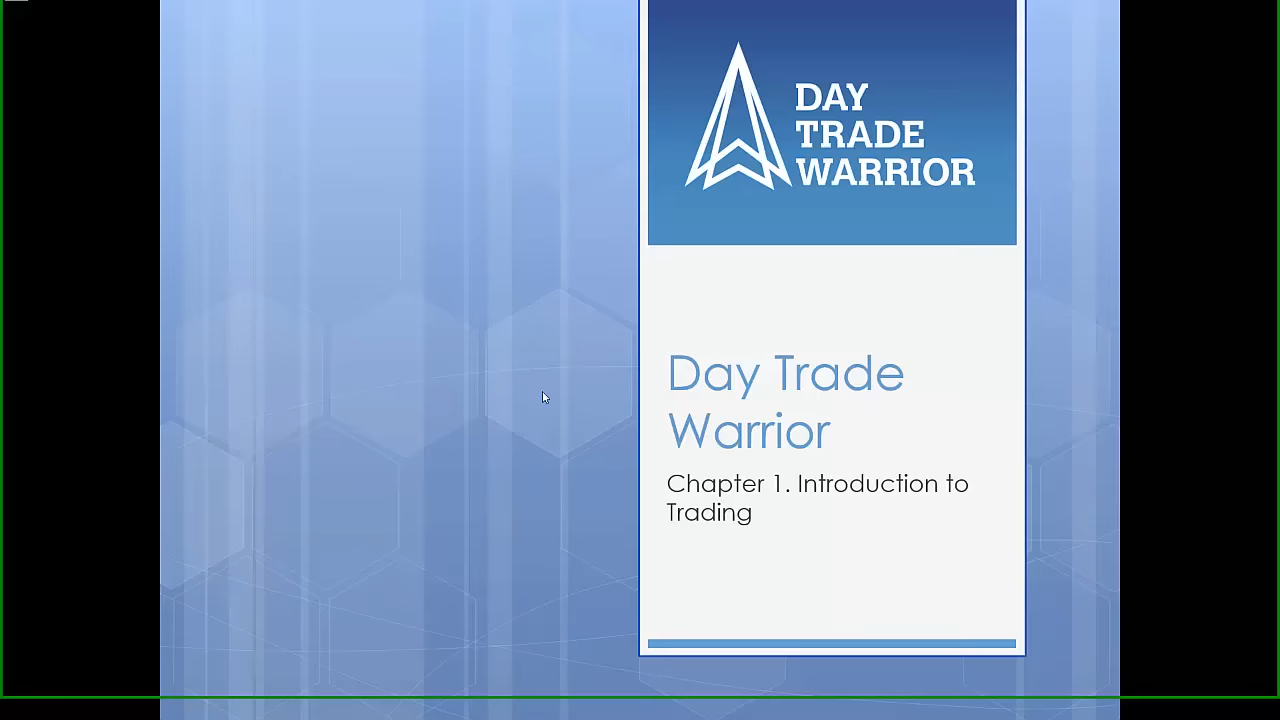 DAY
TRADE
WARRIOR
Day Trade
Warrior
Chapter 1. Introduction to
Trading